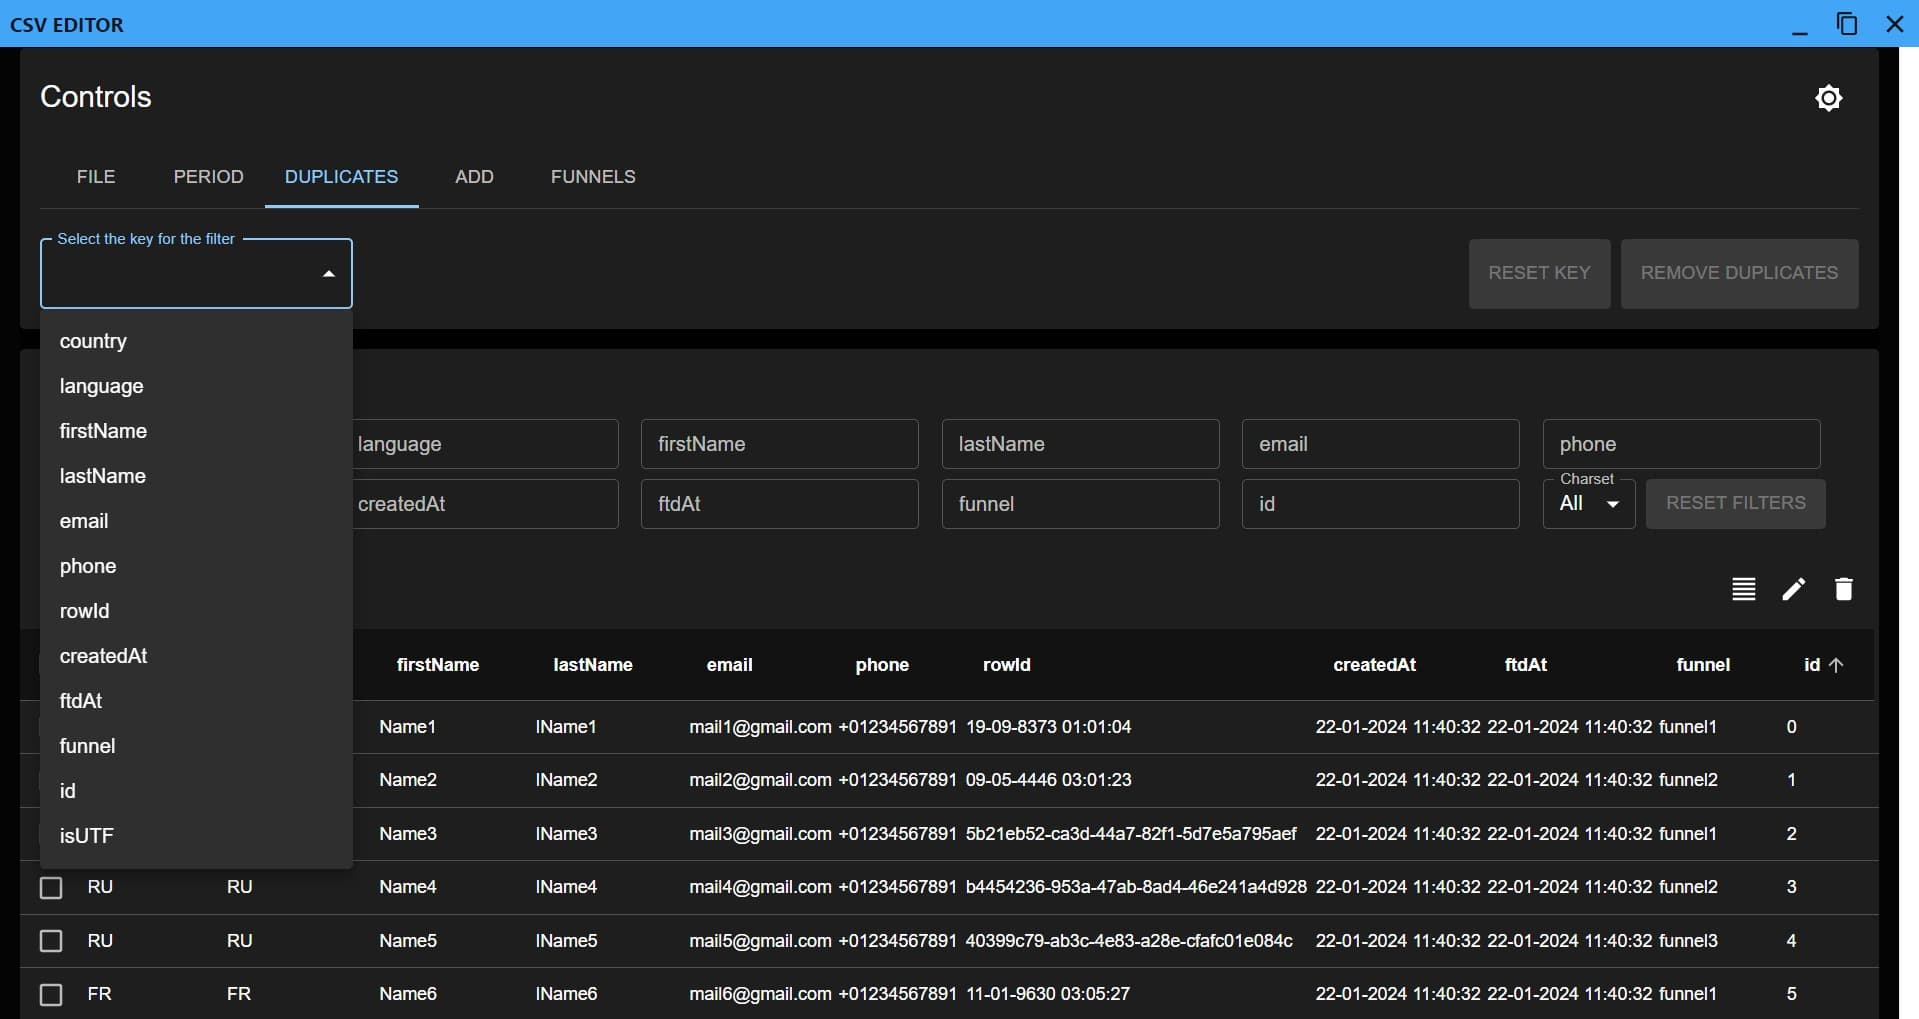 CSV EDITOR
Controls
FILE PERIOD DUPLICATES ADD FUNNELS
Select the key for the filter
RESET KEY REMOVE DUPLICATES
country
language
firstName
lastName
email
phone
rowId
createdAt
ftdAt
funnel
id
isUTF
language firstName lastName email phone
Charset
createdAt ftdAt funnel id All RESET FILTERS
firstName lastName email phone rowId createdAt ftdAt funnel id
Name1 lName1 mail1@gmail.com +01234567891 19-09-8373 01:01:04 22-01-2024 11:40:32 22-01-2024 11:40:32 funnel1 0
Name2 lName2 mail2@gmail.com +01234567891 09-05-4446 03:01:23 22-01-2024 11:40:32 22-01-2024 11:40:32 funnel2 1
Name3 lName3 mail3@gmail.com +01234567891 5b21eb52-ca3d-44a7-82f1-5d7e5a795aef 22-01-2024 11:40:32 22-01-2024 11:40:32 funnel1 2
RU RU Name4 lName4 mail4@gmail.com +01234567891 b4454236-953a-47ab-8ad4-46e241a4d928 22-01-2024 11:40:32 22-01-2024 11:40:32 funnel2 3
RU RU Name5 lName5 mail5@gmail.com +01234567891 40399c79-ab3c-4e83-a28e-cfafc01e084c 22-01-2024 11:40:32 22-01-2024 11:40:32 funnel3 4
FR FR Name6 lName6 mail6@gmail.com +01234567891 11-01-9630 03:05:27 22-01-2024 11:40:32 22-01-2024 11:40:32 funnel1 5